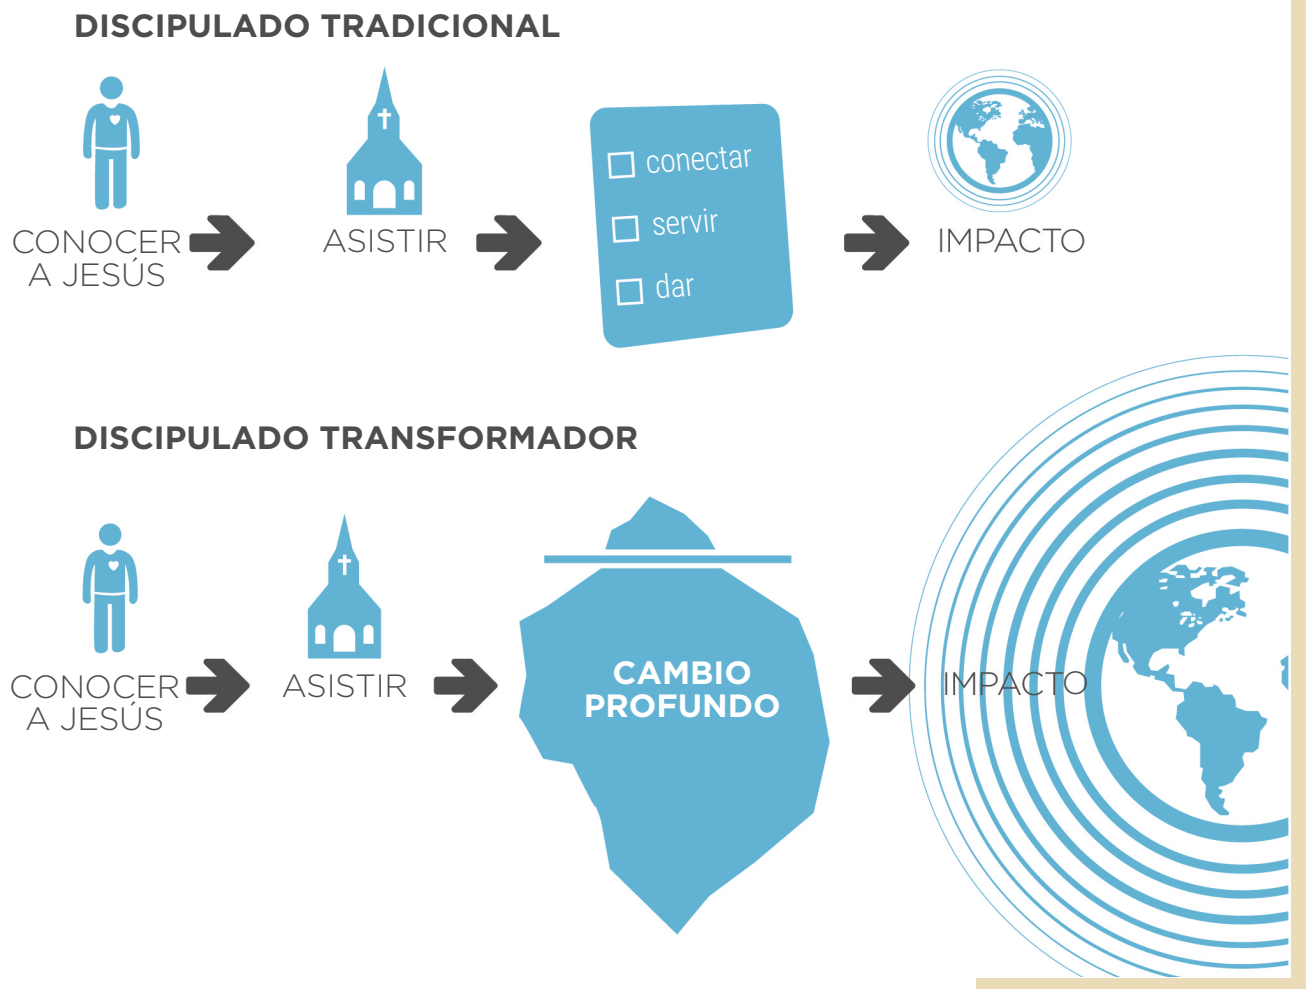 DISCIPULADO TRADICIONAL
CONOCER
A JESÚS
ASISTIR
conectar
servir
dar
IMPACTO
DISCIPULADO TRANSFORMADOR
CONOCER
A JESÚS
ASISTIR
CAMBIO
PROFUNDO
IMPACTO